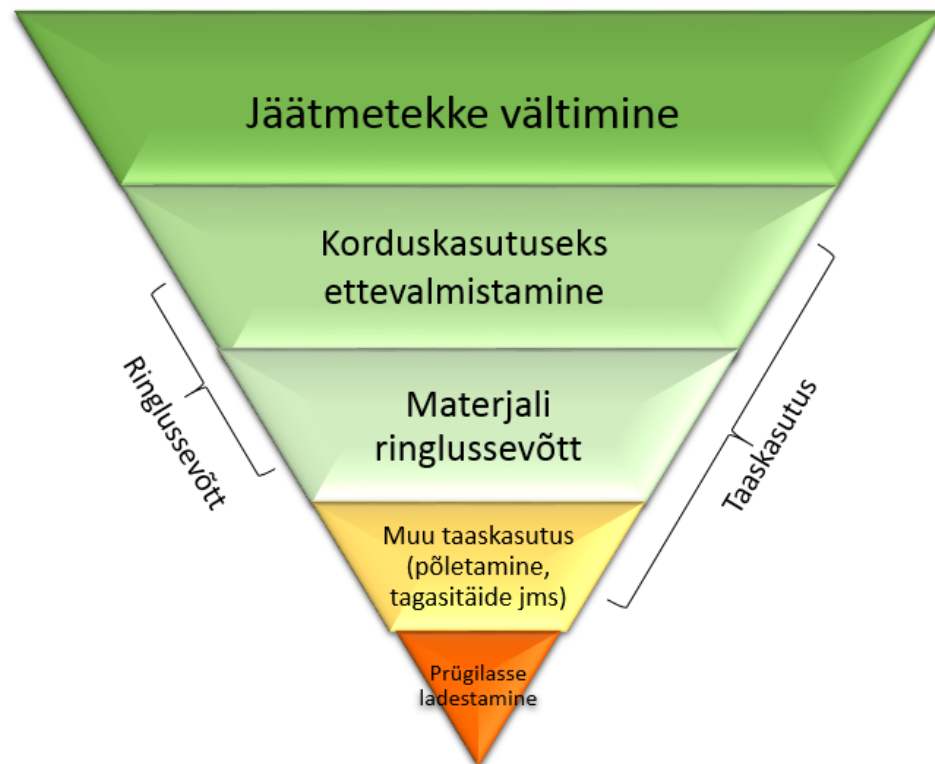 Jäätmetekke vältimine
Korduskasutuseks
ettevalmistamine
Ringlussevõtt
Materjali
ringlussevõtt
Taaskasutus
Muu taaskasutus
(põletamine,
tagasitäide jms)
Prügilasse
ladestamine